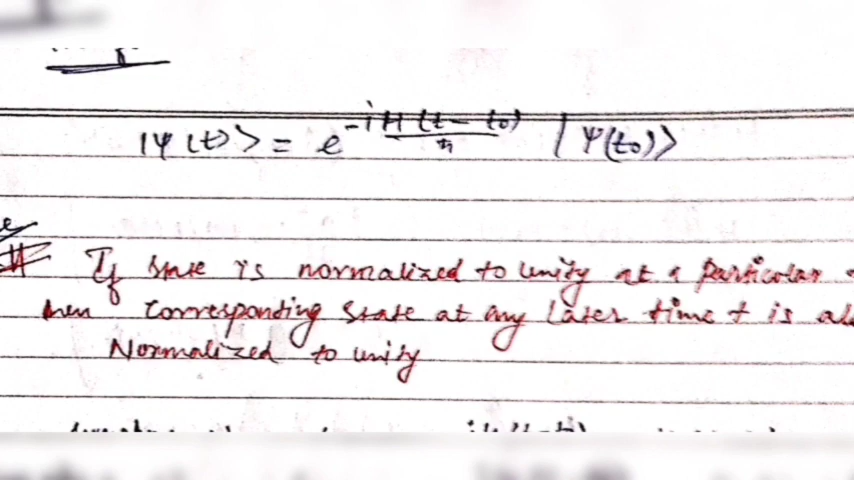 |ψ(t)> = e^{-iH(t-t₀)/ħ} |ψ(t₀)>
If state is normalized to unity at a particular
then corresponding state at any later time t is
Normalized to unity